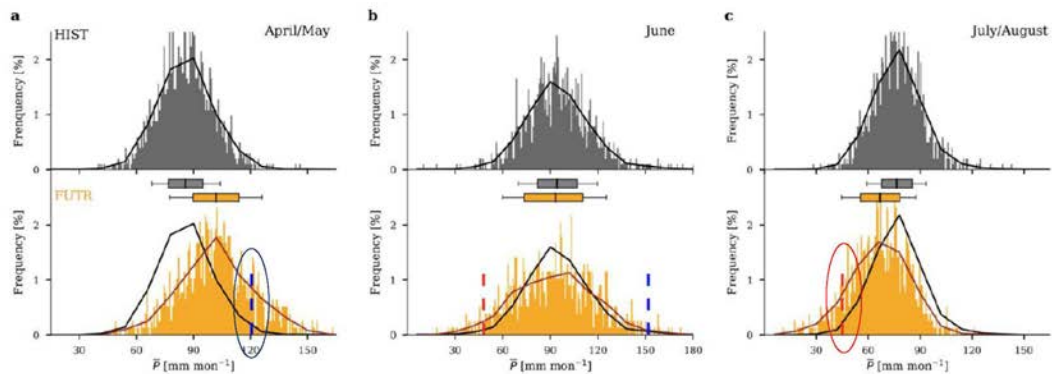 a b c
HIST April/May June July/August
Frenquency [%] Frequency [%] Frequency [%]
2 2 2
1 1 1
0 0 0
FUTR
Frequency [%] Frequency [%] Frequency [%]
2 2 2
1 1 1
0 0 0
30 60 90 120 150 30 60 90 120 150 180 30 60 90 120 150
P̅ [mm mon⁻¹] P̅ [mm mon⁻¹] P̅ [mm mon⁻¹]